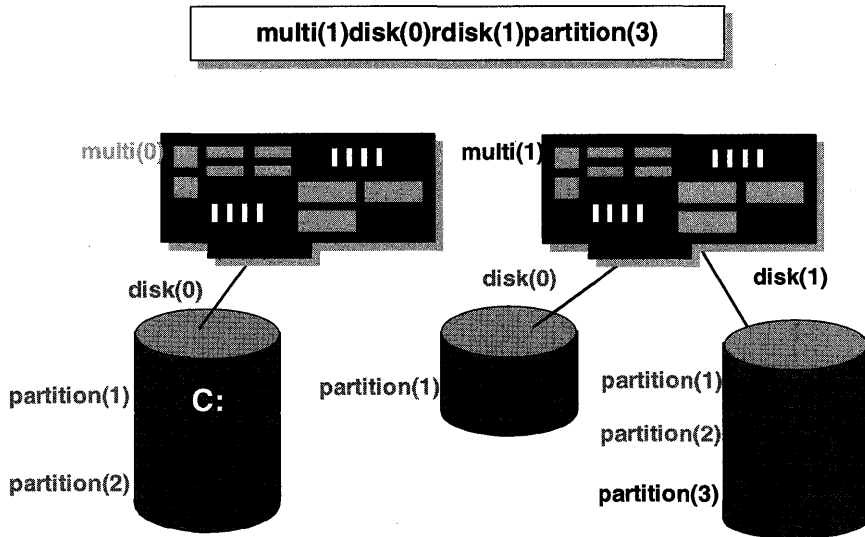 multi(1)disk(0)rdisk(1)partition(3)
multi(0)
multi(1)
disk(0)
disk(0)
disk(1)
partition(1)
C:
partition(2)
partition(1)
partition(1)
partition(2)
partition(3)